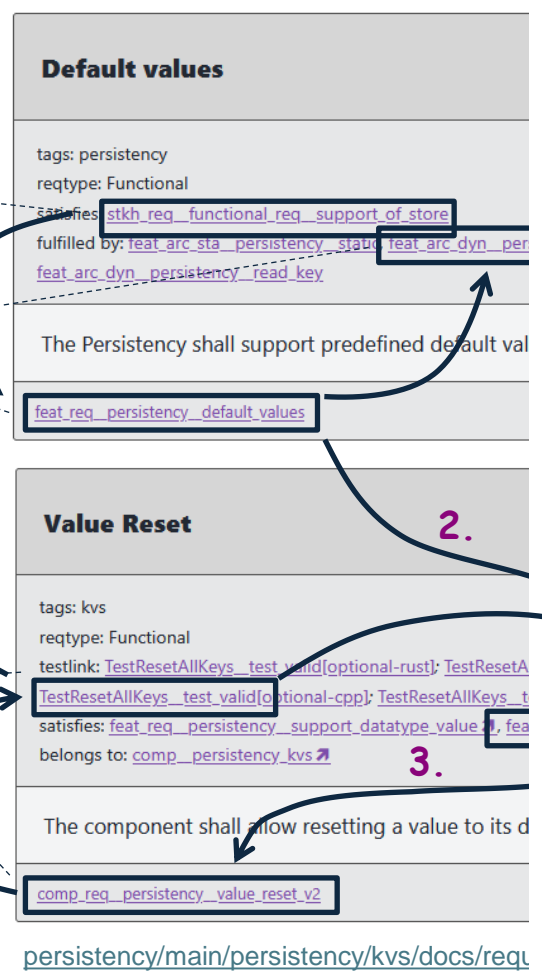 Default values
tags: persistency
reqtype: Functional
satisfies: stkh_req__functional_req__support_of_store
fulfilled by: feat_arc_sta__persistency__static, feat_arc_dyn__pers
feat_arc_dyn__persistency__read_key
The Persistency shall support predefined default val
feat_req__persistency__default_values
Value Reset
2.
tags: kvs
reqtype: Functional
testlink: TestResetAllKeys__test_valid[optional-rust]; TestResetA
TestResetAllKeys__test_valid[optional-cpp]; TestResetAllKeys__t
satisfies: feat_req__persistency__support_datatype_value, fea
belongs to: comp__persistency_kvs
3.
The component shall allow resetting a value to its d
comp_req__persistency__value_reset_v2
persistency/main/persistency/kvs/docs/requ